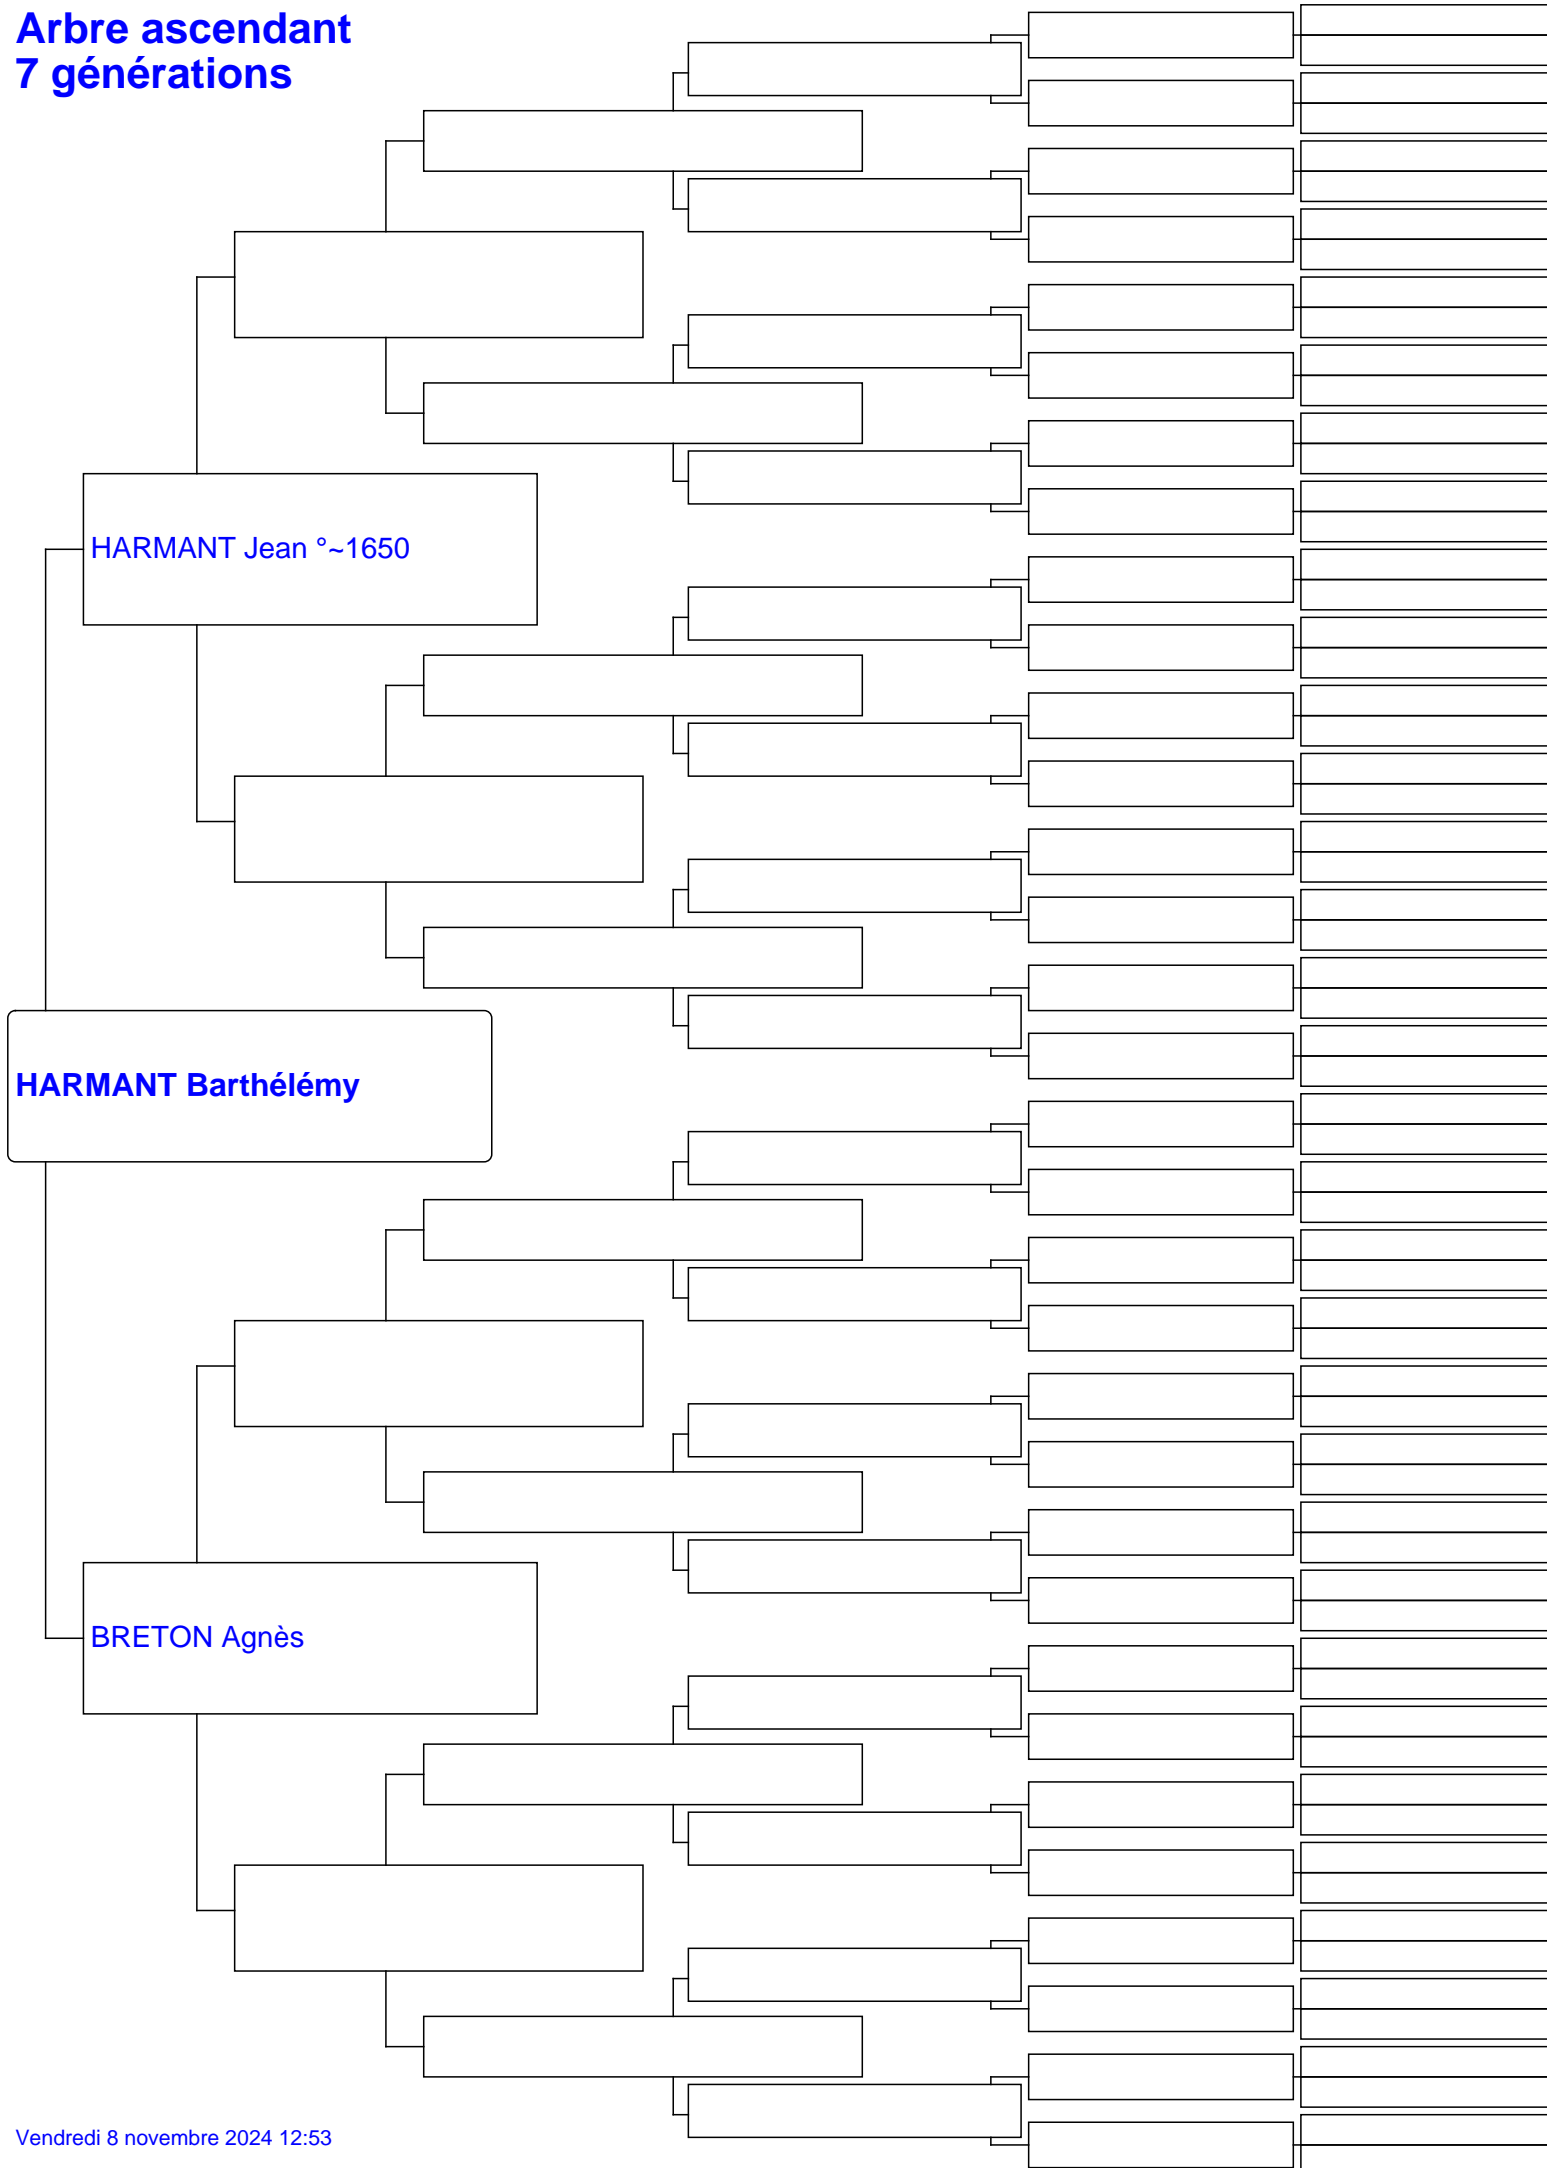 Arbre ascendant
7 générations
HARMANT Jean °~1650
HARMANT Barthélémy
BRETON Agnès
Vendredi 8 novembre 2024 12:53